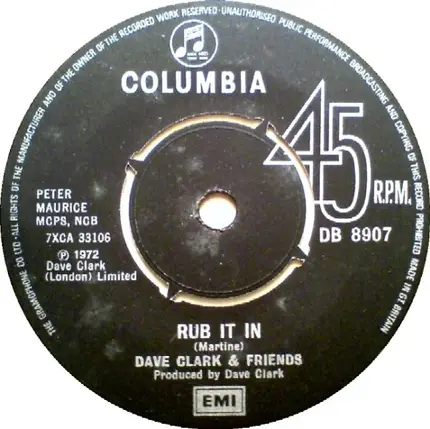 THE GRAMOPHONE CO LTD · ALL RIGHTS OF THE MANUFACTURER AND OF THE OWNER OF THE RECORDED WORK RESERVED · UNAUTHORISED PUBLIC PERFORMANCE BROADCASTING AND COPYING OF THIS RECORD PROHIBITED MADE IN GT BRITAIN
COLUMBIA
45
R.P.M.
PETER
MAURICE
MCPS, NCB
7XCA 33106
Ⓟ 1972
Dave Clark
(London) Limited
DB 8907
RUB IT IN
(Martine)
DAVE CLARK & FRIENDS
Produced by Dave Clark
EMI